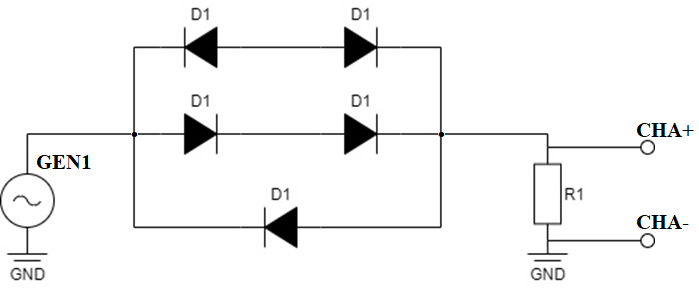 D1
D1
D1
D1
CHA+
GEN1
D1
R1
CHA-
GND
GND